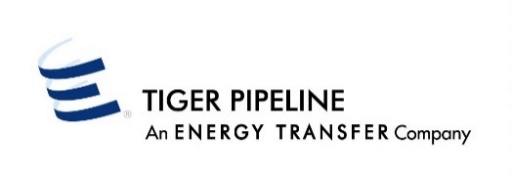 ®
TIGER PIPELINE
An ENERGY TRANSFER Company